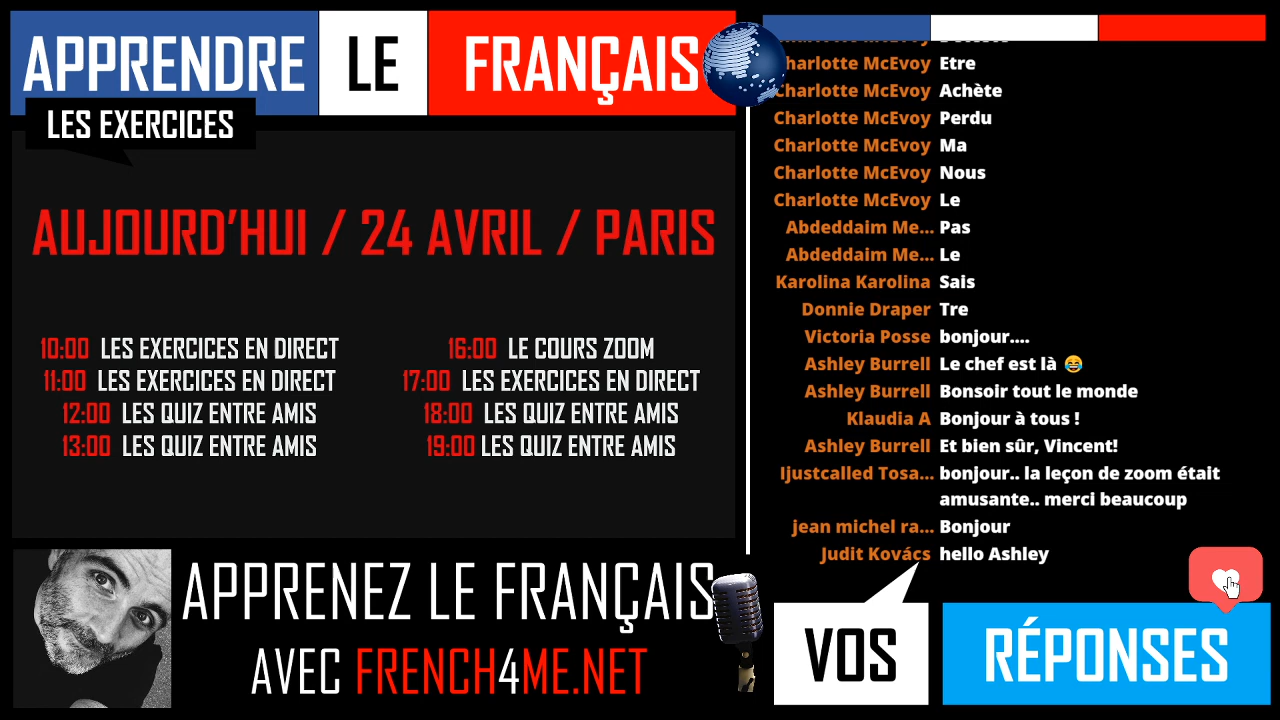 APPRENDRE LE FRANÇAIS
LES EXERCICES
AUJOURD'HUI / 24 AVRIL / PARIS
10:00 LES EXERCICES EN DIRECT
11:00 LES EXERCICES EN DIRECT
12:00 LES QUIZ ENTRE AMIS
13:00 LES QUIZ ENTRE AMIS
16:00 LE COURS ZOOM
17:00 LES EXERCICES EN DIRECT
18:00 LES QUIZ ENTRE AMIS
19:00 LES QUIZ ENTRE AMIS
APPRENEZ LE FRANÇAIS
AVEC FRENCH4ME.NET
Charlotte McEvoy
Charlotte McEvoy Etre
Charlotte McEvoy Achète
Charlotte McEvoy Perdu
Charlotte McEvoy Ma
Charlotte McEvoy Nous
Charlotte McEvoy Le
Abdeddaim Me... Pas
Abdeddaim Me... Le
Karolina Karolina Sais
Donnie Draper Tre
Victoria Posse bonjour....
Ashley Burrell Le chef est là 😂
Ashley Burrell Bonsoir tout le monde
Klaudia A Bonjour à tous !
Ashley Burrell Et bien sûr, Vincent!
Ijustcalled Tosa... bonjour.. la leçon de zoom était
amusante.. merci beaucoup
jean michel ra... Bonjour
Judit Kovács hello Ashley
VOS RÉPONSES